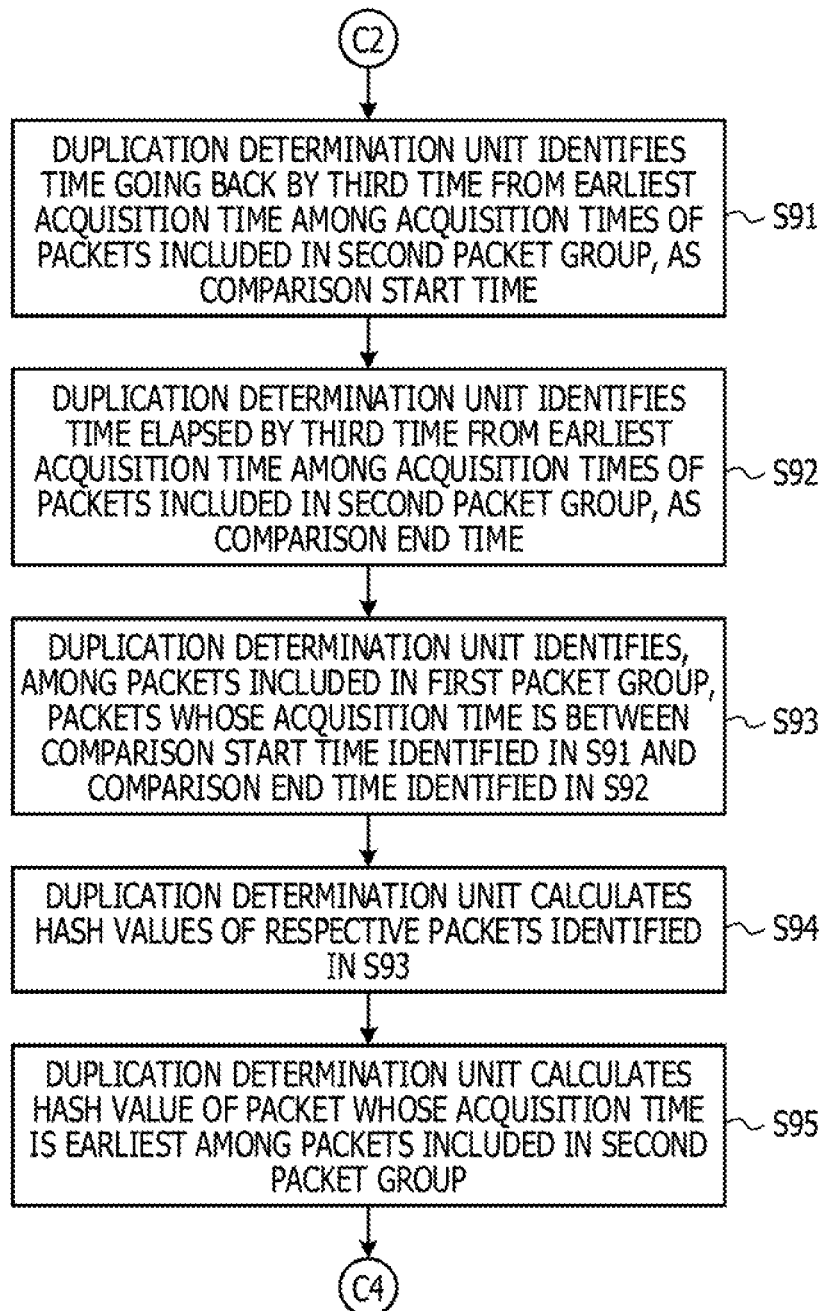 C2
DUPLICATION DETERMINATION UNIT IDENTIFIES
TIME GOING BACK BY THIRD TIME FROM EARLIEST
ACQUISITION TIME AMONG ACQUISITION TIMES OF
PACKETS INCLUDED IN SECOND PACKET GROUP, AS
COMPARISON START TIME
S91
DUPLICATION DETERMINATION UNIT IDENTIFIES
TIME ELAPSED BY THIRD TIME FROM EARLIEST
ACQUISITION TIME AMONG ACQUISITION TIMES OF
PACKETS INCLUDED IN SECOND PACKET GROUP, AS
COMPARISON END TIME
S92
DUPLICATION DETERMINATION UNIT IDENTIFIES,
AMONG PACKETS INCLUDED IN FIRST PACKET GROUP,
PACKETS WHOSE ACQUISITION TIME IS BETWEEN
COMPARISON START TIME IDENTIFIED IN S91 AND
COMPARISON END TIME IDENTIFIED IN S92
S93
DUPLICATION DETERMINATION UNIT CALCULATES
HASH VALUES OF RESPECTIVE PACKETS IDENTIFIED
IN S93
S94
DUPLICATION DETERMINATION UNIT CALCULATES
HASH VALUE OF PACKET WHOSE ACQUISITION TIME
IS EARLIEST AMONG PACKETS INCLUDED IN SECOND
PACKET GROUP
S95
C4